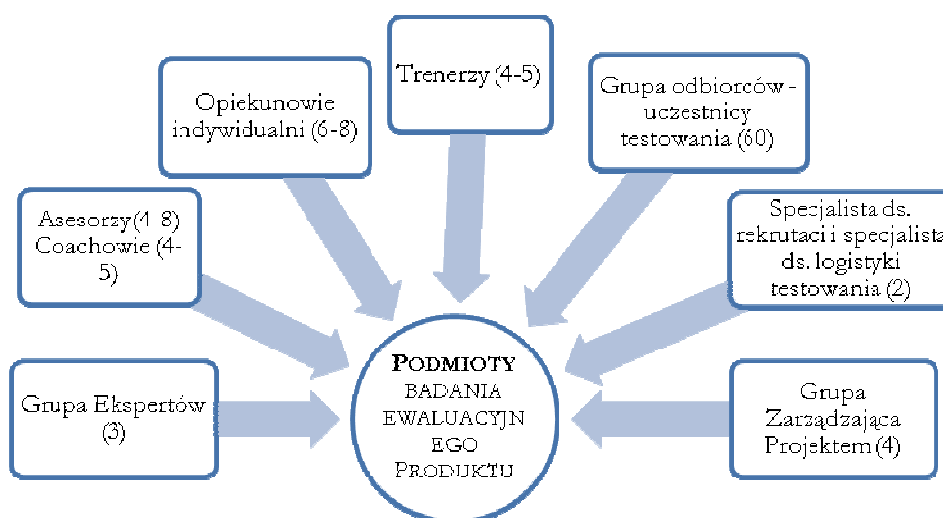 Trenerzy (4-5)
Opiekunowie
indywidualni (6-8)
Grupa odbiorców -
uczestnicy
testowania (60)
Asesorzy (4-8)
Coachowie (4-
5)
Specjalista ds.
rekrutacji i specjalista
ds. logistyki
testowania (2)
Grupa Ekspertów
(3)
PODMIOTY
BADANIA
EWALUACYJN
EGO
PRODUKTU
Grupa
Zarządzająca
Projektem (4)